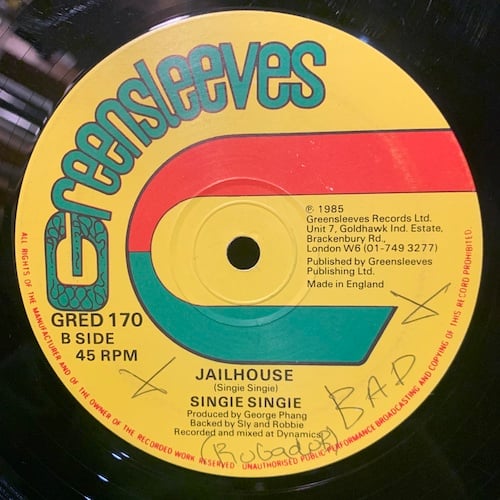 Greensleeves
℗ 1985
Greensleeves Records Ltd.
Unit 7, Goldhawk Ind. Estate,
Brackenbury Rd.,
London W6 (01-749 3277)
Published by Greensleeves
Publishing Ltd.
Made in England
GRED 170
B SIDE
45 RPM
JAILHOUSE
(Singie Singie)
SINGIE SINGIE
Produced by George Phang
Backed by Sly and Robbie
Recorded and mixed at Dynamics
(Rubadub) BAD
ALL RIGHTS OF THE MANUFACTURER AND OF THE OWNER OF THE RECORDED WORK RESERVED UNAUTHORISED PUBLIC PERFORMANCE BROADCASTING AND COPYING OF THIS RECORD PROHIBITED.